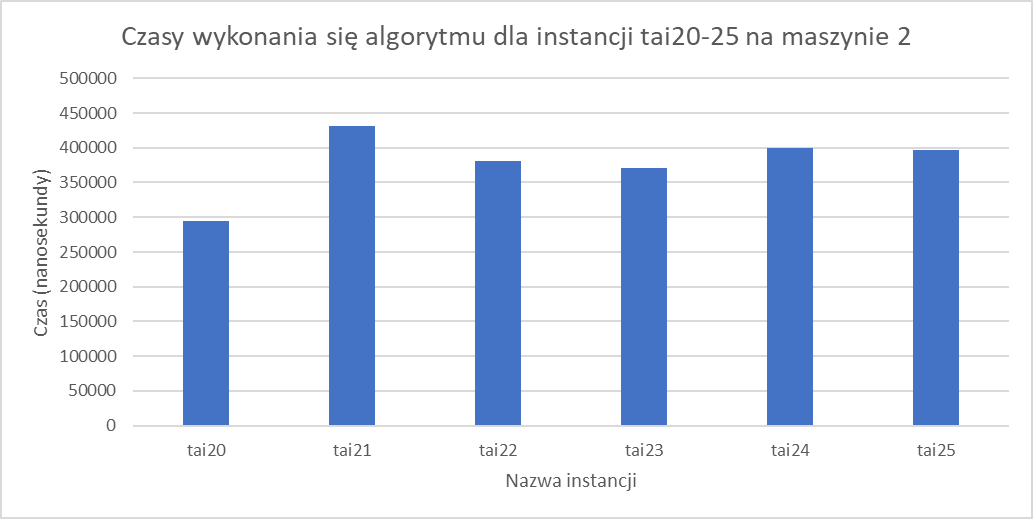 Czasy wykonania się algorytmu dla instancji tai20-25 na maszynie 2
500000
450000
400000
350000
300000
250000
200000
150000
100000
50000
0
Czas (nanosekundy)
tai20 tai21 tai22 tai23 tai24 tai25
Nazwa instancji